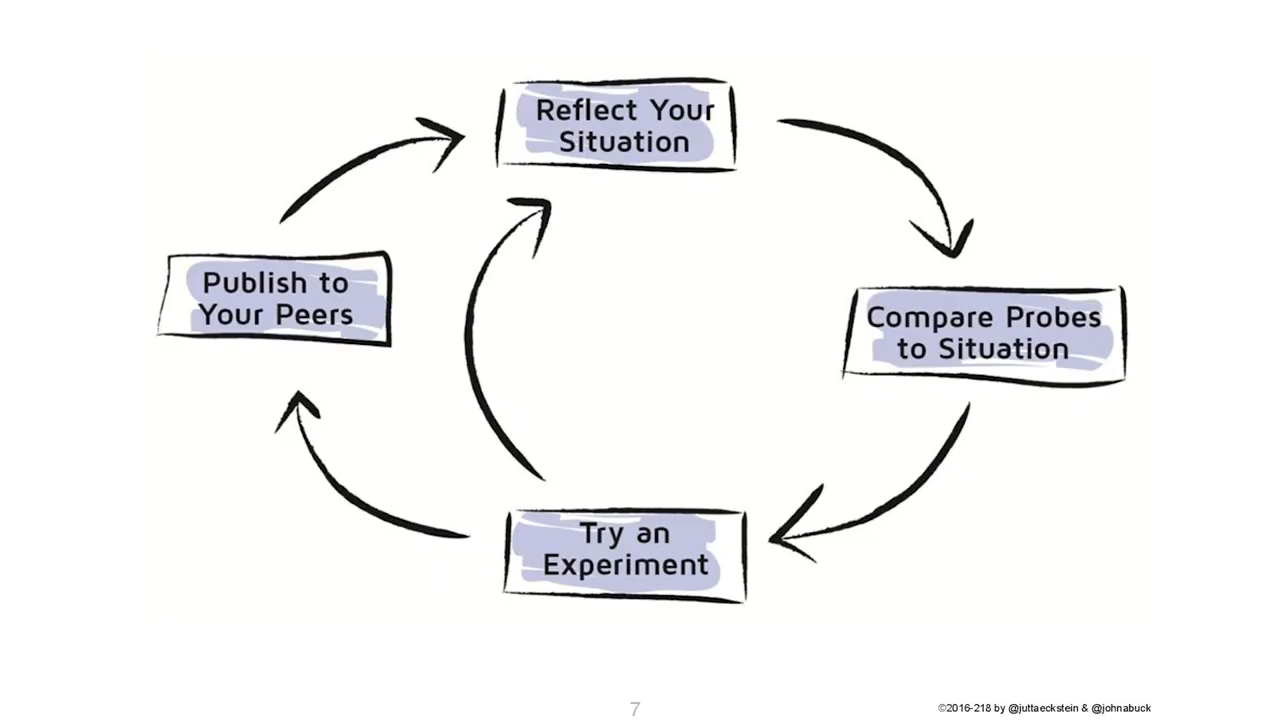 Reflect Your
Situation
Publish to
Your Peers
Compare Probes
to Situation
Try an
Experiment
7
©2016-218 by @juttaeckstein & @johnabuck